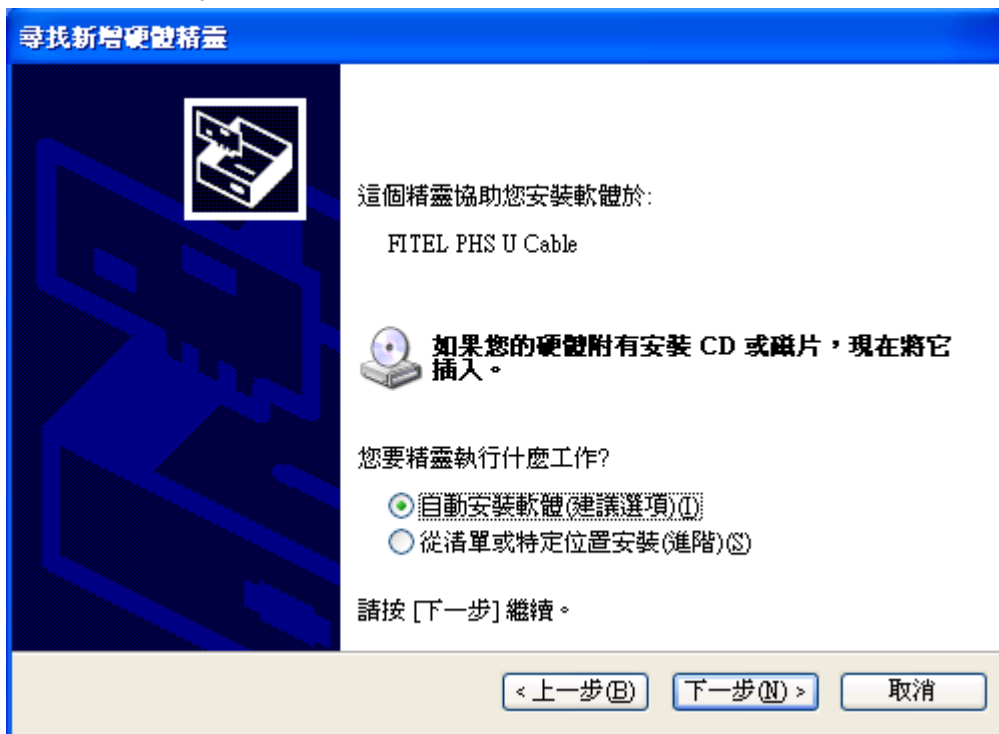 尋找新增硬體精靈
這個精靈協助您安裝軟體於:
FITEL PHS U Cable
如果您的硬體附有安裝 CD 或磁片，現在將它
插入。
您要精靈執行什麼工作?
自動安裝軟體(建議選項)(I)
從清單或特定位置安裝(進階)(S)
請按 [下一步] 繼續。
< 上一步(B) 下一步(N) > 取消